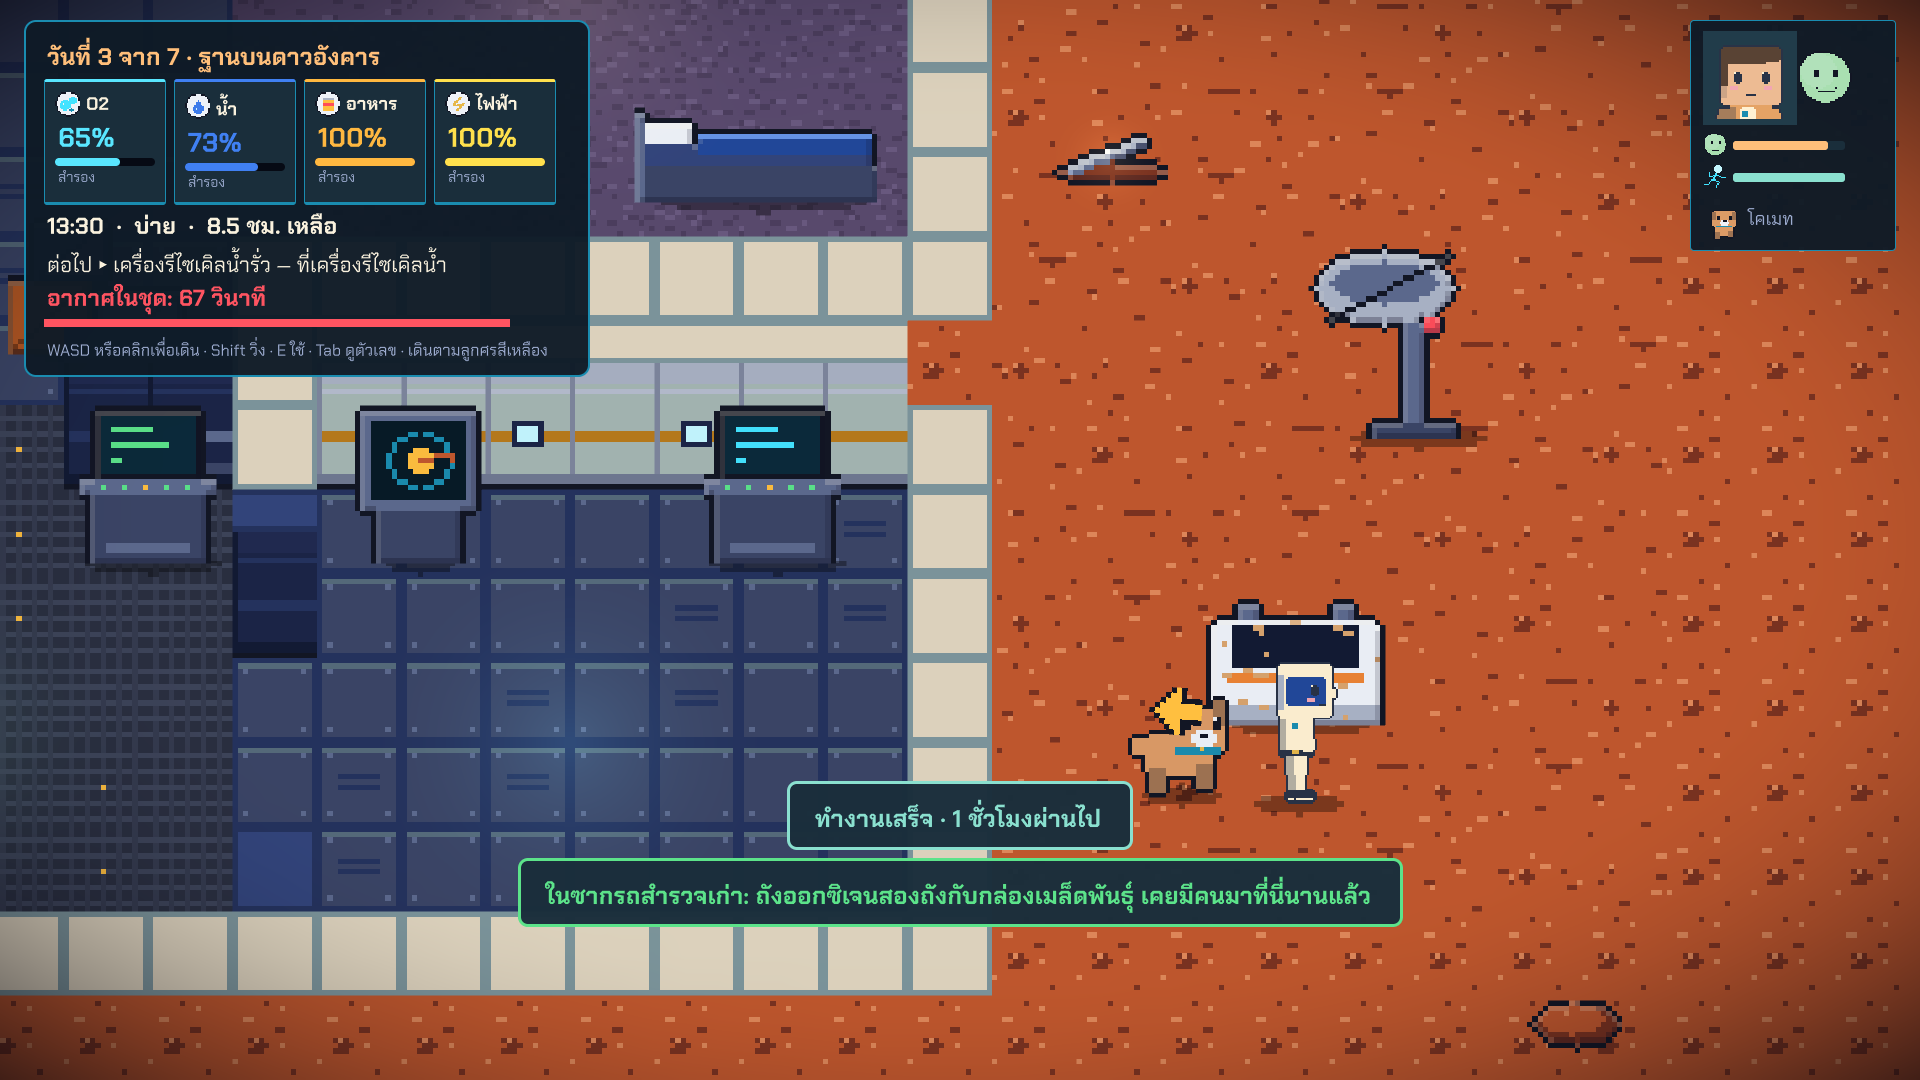 วันที่ 3 จาก 7 · ฐานบนดาวอังคาร
O2
65%
สำรอง
น้ำ
73%
สำรอง
อาหาร
100%
สำรอง
ไฟฟ้า
100%
สำรอง
13:30 · บ่าย · 8.5 ชม. เหลือ
ต่อไป ▸ เครื่องรีไซเคิลน้ำรั่ว — ที่เครื่องรีไซเคิลน้ำ
อากาศในชุด: 67 วินาที
WASD หรือคลิกเพื่อเดิน · Shift วิ่ง · E ใช้ · Tab ดูตัวเลข · เดินตามลูกศรสีเหลือง
โคเมท
ทำงานเสร็จ · 1 ชั่วโมงผ่านไป
ในซากรถสำรวจเก่า: ถังออกซิเจนสองถังกับกล่องเมล็ดพันธุ์ เคยมีคนมาที่นี่นานแล้ว